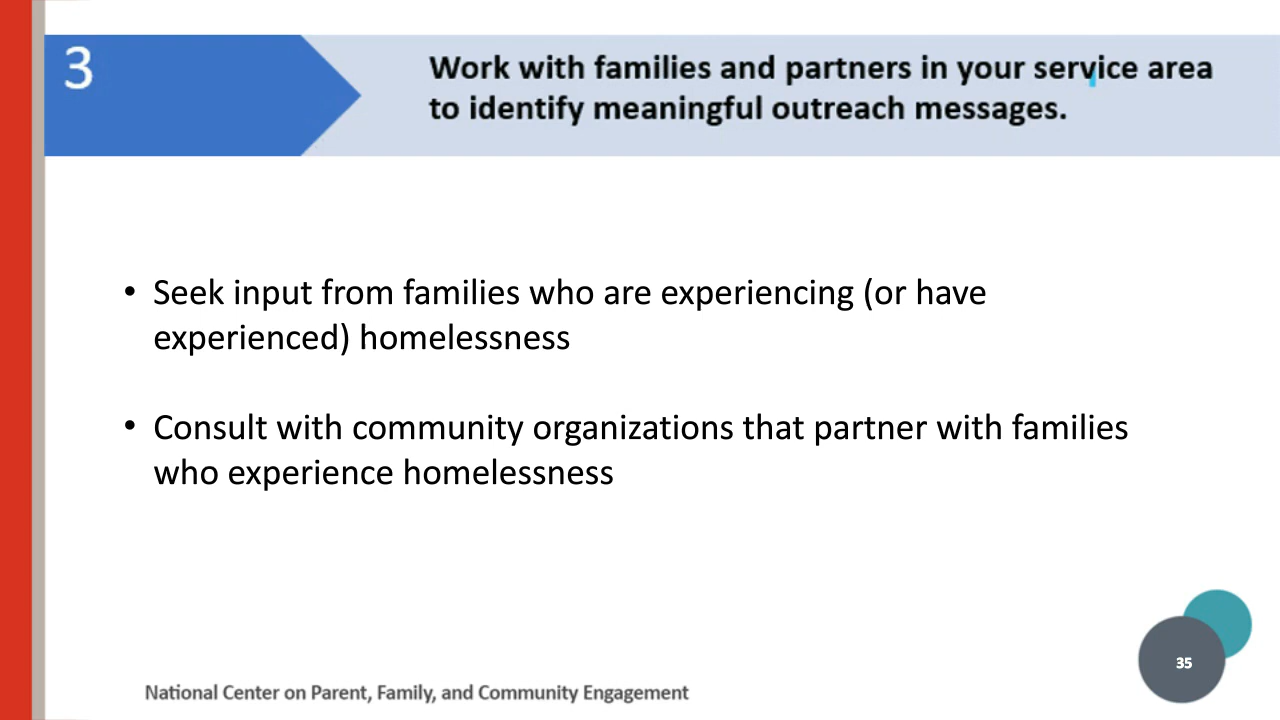 3
Work with families and partners in your service area
to identify meaningful outreach messages.
• Seek input from families who are experiencing (or have
experienced) homelessness
• Consult with community organizations that partner with families
who experience homelessness
35
National Center on Parent, Family, and Community Engagement